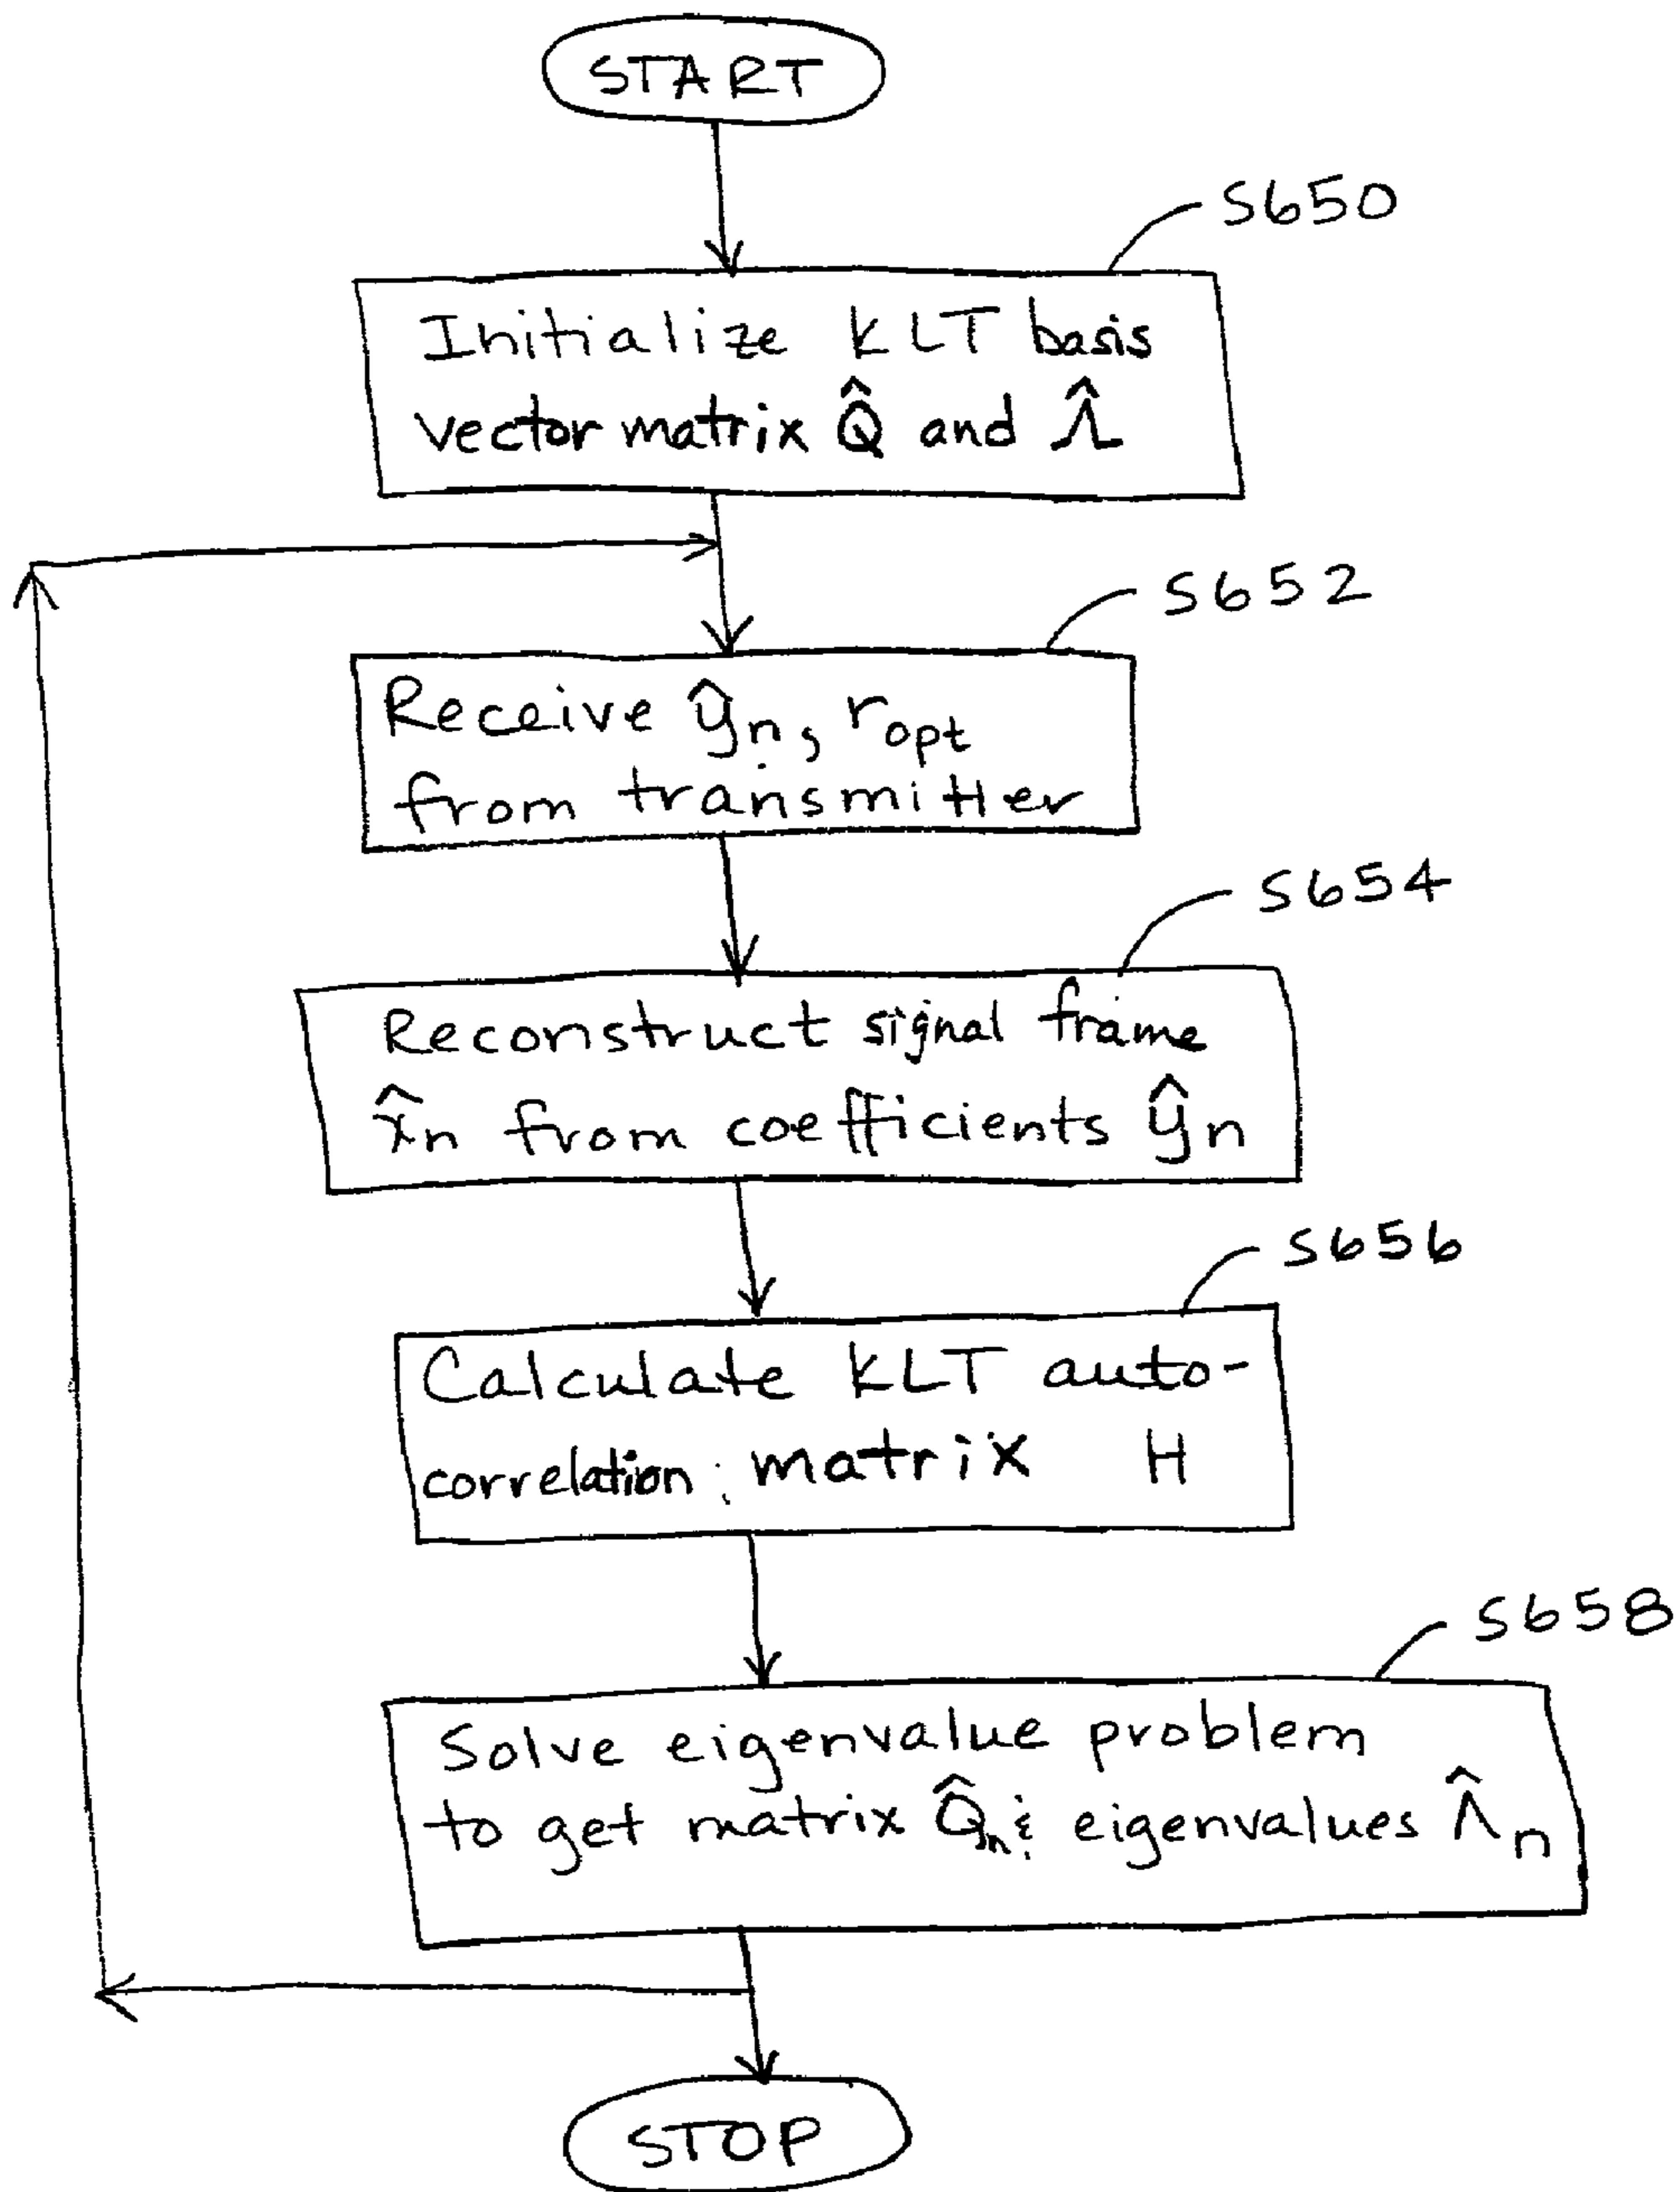 START
S650
Initialize KLT basis
vector matrix Q̂ and Λ̂
S652
Receive ŷn, ropt
from transmitter
S654
Reconstruct signal frame
x̂n from coefficients ŷn
S656
Calculate KLT auto-
correlation matrix H
S658
Solve eigenvalue problem
to get matrix Q̂n & eigenvalues Λ̂n
STOP